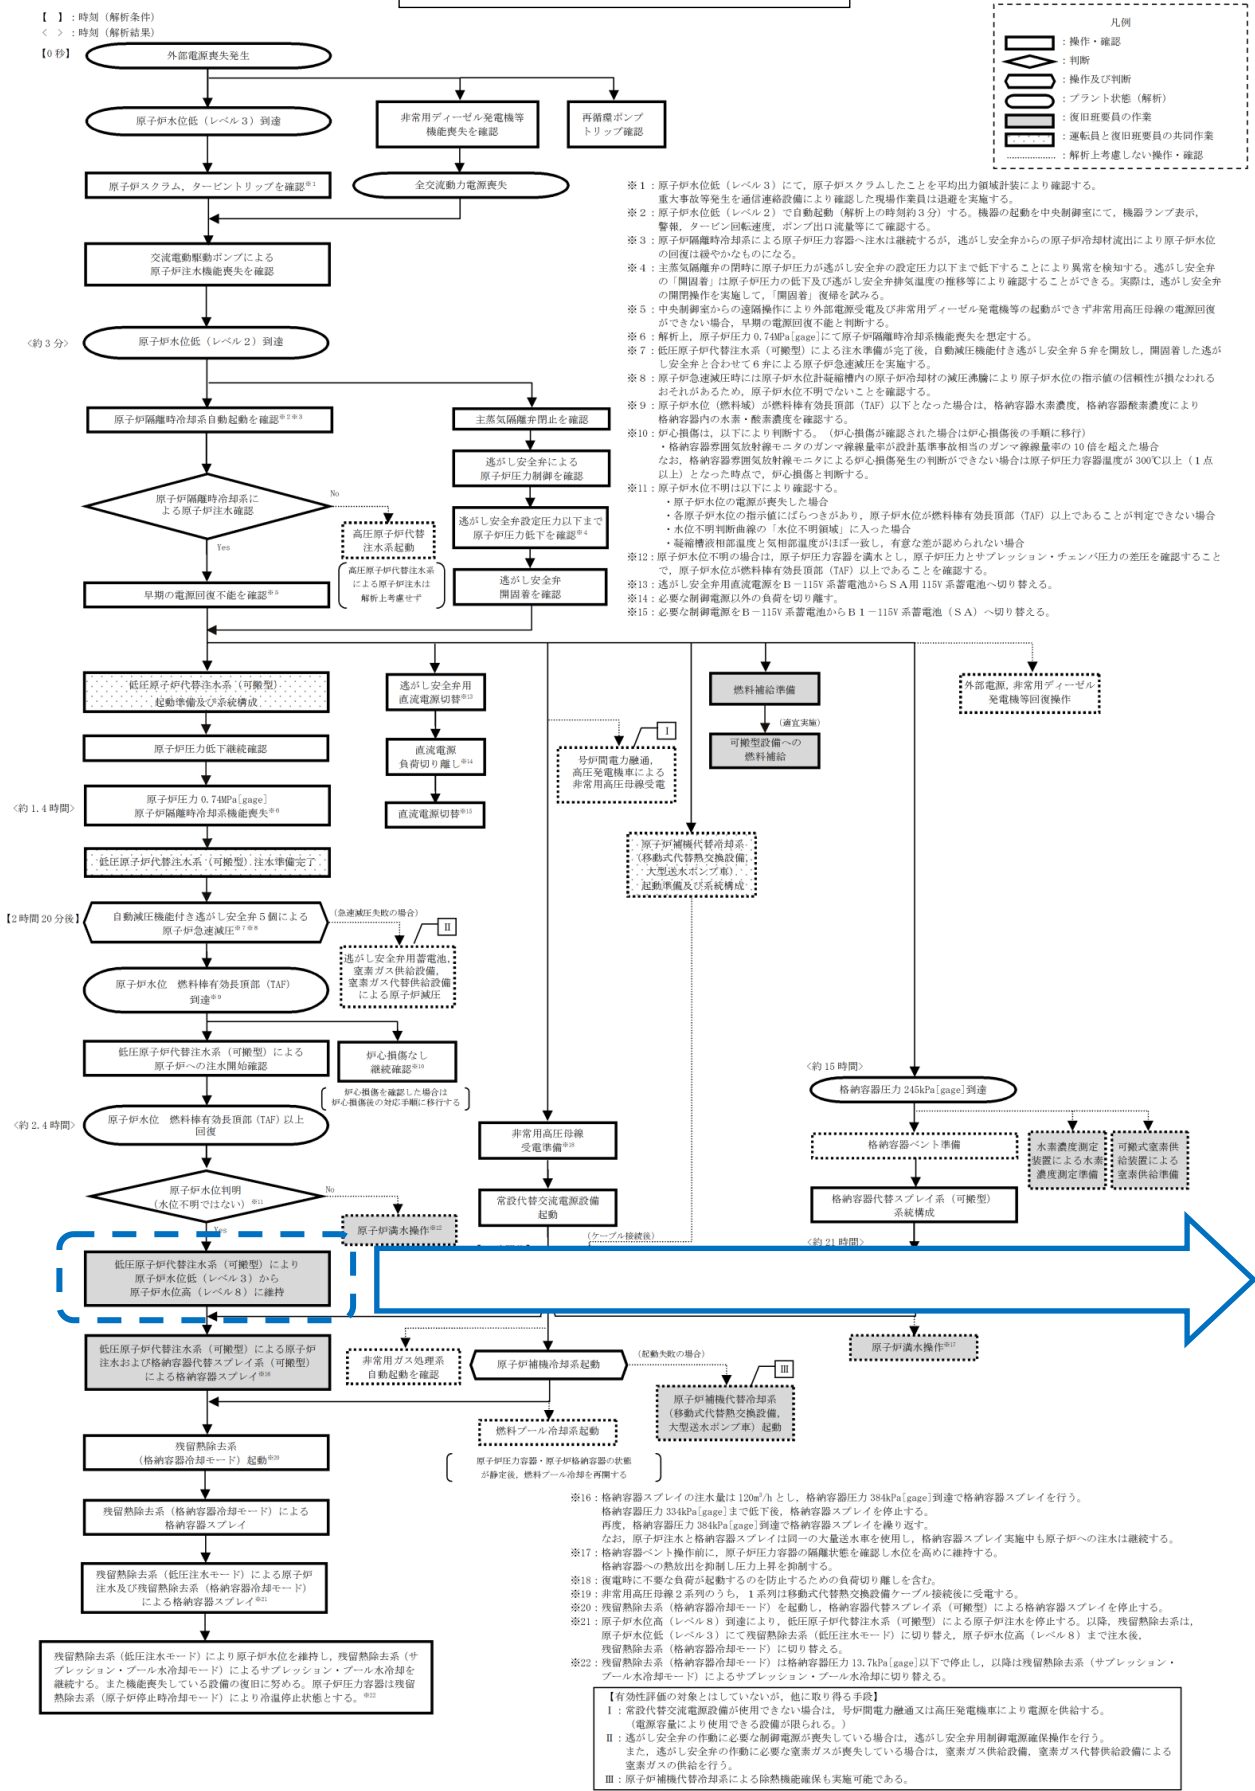 【　】：時刻（解析条件）
＜　＞：時刻（解析結果）
【0秒】
外部電源喪失発生
原子炉水位低（レベル3）到達
非常用ディーゼル発電機等
機能喪失を確認
再循環ポンプ
トリップ確認
原子炉スクラム，タービントリップを確認※1
全交流動力電源喪失
交流電動駆動ポンプによる
原子炉注水機能喪失を確認
〈約3分〉
原子炉水位低（レベル2）到達
原子炉隔離時冷却系自動起動を確認※2※3
主蒸気隔離弁閉止を確認
逃がし安全弁による
原子炉圧力制御を確認
原子炉隔離時冷却系に
よる原子炉注水確認
No
Yes
高圧原子炉代替
注水系起動
高圧原子炉代替注水系
による原子炉注水は
解析上考慮せず
逃がし安全弁設定圧力以下まで
原子炉圧力低下を確認※4
逃がし安全弁
開固着を確認
早期の電源回復不能を確認※5
凡例
：操作・確認
：判断
：操作及び判断
：プラント状態（解析）
：復旧班要員の作業
：運転員と復旧班要員の共同作業
：解析上考慮しない操作・確認
※1：原子炉水位低（レベル3）にて，原子炉スクラムしたことを平均出力領域計装により確認する。
重大事故等発生を通信連絡設備により確認した現場作業員は退避を実施する。
※2：原子炉水位低（レベル2）で自動起動（解析上の時刻約3分）する。機器の起動を中央制御室にて，機器ランプ表示，
警報，タービン回転速度，ポンプ出口流量等にて確認する。
※3：原子炉隔離時冷却系による原子炉圧力容器へ注水は継続するが，逃がし安全弁からの原子炉冷却材流出により原子炉水位
の回復は緩やかなものになる。
※4：主蒸気隔離弁の閉時に原子炉圧力が逃がし安全弁の設定圧力以下まで低下することにより異常を検知する。逃がし安全弁
の「開固着」は原子炉圧力の低下及び逃がし安全弁排気温度の推移等により確認することができる。実際は，逃がし安全弁
の開閉操作を実施して，「開固着」復帰を試みる。
※5：中央制御室からの遠隔操作により外部電源受電及び非常用ディーゼル発電機等の起動ができず非常用高圧母線の電源回復
ができない場合，早期の電源回復不能と判断する。
※6：解析上，原子炉圧力0.74MPa[gage]にて原子炉隔離時冷却系機能喪失を想定する。
※7：低圧原子炉代替注水系（可搬型）による注水準備が完了後，自動減圧機能付き逃がし安全弁5弁を開放し，開固着した逃が
し安全弁と合わせて6弁による原子炉急速減圧を実施する。
※8：原子炉急速減圧時には原子炉水位計凝縮槽内の原子炉冷却材の減圧沸騰により原子炉水位の指示値の信頼性が損なわれる
おそれがあるため，原子炉水位不明でないことを確認する。
※9：原子炉水位（燃料域）が燃料棒有効長頂部（TAF）以下となった場合は，格納容器水素濃度，格納容器酸素濃度により
格納容器内の水素・酸素濃度を確認する。
※10：炉心損傷は，以下により判断する。（炉心損傷が確認された場合は炉心損傷後の手順に移行）
・格納容器雰囲気放射線モニタのガンマ線線量率が設計基準事故相当のガンマ線線量率の10倍を超えた場合
なお，格納容器雰囲気放射線モニタによる炉心損傷発生の判断ができない場合は原子炉圧力容器温度が300℃以上（1点
以上）となった時点で，炉心損傷と判断する。
※11：原子炉水位不明は以下により確認する。
・原子炉水位の電源が喪失した場合
・各原子炉水位の指示値にばらつきがあり，原子炉水位が燃料棒有効長頂部（TAF）以上であることが判定できない場合
・水位不明判断曲線の「水位不明領域」に入った場合
・凝縮槽液相部温度と気相部温度がほぼ一致し，有意な差が認められない場合
※12：原子炉水位不明の場合は，原子炉圧力容器を満水とし，原子炉圧力とサプレッション・チェンバ圧力の差圧を確認すること
で，原子炉水位が燃料棒有効長頂部（TAF）以上であることを確認する。
※13：逃がし安全弁用直流電源をB－115V系蓄電池からSA用115V系蓄電池へ切り替える。
※14：必要な制御電源以外の負荷を切り離す。
※15：必要な制御電源をB－115V系蓄電池からB1－115V系蓄電池（SA）へ切り替える。
低圧原子炉代替注水系（可搬型）
起動準備及び系統構成
逃がし安全弁用
直流電源切替※13
燃料補給準備
外部電源，非常用ディーゼル
発電機等回復操作
（適宜実施）
原子炉圧力低下継続確認
直流電源
負荷切り離し※14
Ⅰ
号炉間電力融通，
高圧発電機車による
非常用高圧母線受電
可搬型設備への
燃料補給
〈約1.4時間〉
原子炉圧力0.74MPa[gage]
原子炉隔離時冷却系機能喪失※6
直流電源切替※15
低圧原子炉代替注水系（可搬型）注水準備完了
原子炉補機代替冷却系
（移動式代替熱交換設備，
大型送水ポンプ車）
起動準備及び系統構成
【2時間20分後】
自動減圧機能付き逃がし安全弁5個による
原子炉急速減圧※7※8
（急速減圧失敗の場合）
Ⅱ
逃がし安全弁用蓄電池，
窒素ガス供給設備，
窒素ガス代替供給設備
による原子炉減圧
原子炉水位　燃料棒有効長頂部（TAF）
到達※9
低圧原子炉代替注水系（可搬型）による
原子炉への注水開始確認
炉心損傷なし
継続確認※10
炉心損傷を確認した場合は
炉心損傷後の対応手順に移行する
〈約15時間〉
格納容器圧力245kPa[gage]到達
〈約2.4時間〉
原子炉水位　燃料棒有効長頂部（TAF）以上
回復
非常用高圧母線
受電準備※18
格納容器ベント準備
水素濃度測定
装置による水素
濃度測定準備
可搬式窒素供
給装置による
窒素供給準備
原子炉水位判明
（水位不明ではない）※11
No
Yes
原子炉満水操作※12
常設代替交流電源設備
起動
格納容器代替スプレイ系（可搬型）
系統構成
（ケーブル接続後）
〈約21時間〉
低圧原子炉代替注水系（可搬型）により
原子炉水位低（レベル3）から
原子炉水位高（レベル8）に維持
低圧原子炉代替注水系（可搬型）による原子炉
注水および格納容器代替スプレイ系（可搬型）
による格納容器スプレイ※16
非常用ガス処理系
自動起動を確認
原子炉補機冷却系起動
（起動失敗の場合）
Ⅲ
原子炉満水操作※17
原子炉補機代替冷却系
（移動式代替熱交換設備，
大型送水ポンプ車）起動
燃料プール冷却系起動
原子炉圧力容器・原子炉格納容器の状態
が静定後，燃料プール冷却を再開する
残留熱除去系
（格納容器冷却モード）起動※20
残留熱除去系（格納容器冷却モード）による
格納容器スプレイ
残留熱除去系（低圧注水モード）による原子炉
注水及び残留熱除去系（格納容器冷却モード）
による格納容器スプレイ※21
残留熱除去系（低圧注水モード）により原子炉水位を維持し，残留熱除去系（サ
プレッション・プール水冷却モード）によるサプレッション・プール水冷却を
継続する。また機能喪失している設備の復旧に努める。原子炉圧力容器は残留
熱除去系（原子炉停止時冷却モード）により冷温停止状態とする。※22
※16：格納容器スプレイの注水量は120m³/hとし，格納容器圧力384kPa[gage]到達で格納容器スプレイを行う。
格納容器圧力334kPa[gage]まで低下後，格納容器スプレイを停止する。
再度，格納容器圧力384kPa[gage]到達で格納容器スプレイを繰り返す。
なお，原子炉注水と格納容器スプレイは同一の大量送水車を使用し，格納容器スプレイ実施中も原子炉への注水は継続する。
※17：格納容器ベント操作前に，原子炉圧力容器の隔離状態を確認し水位を高めに維持する。
格納容器への熱放出を抑制し圧力上昇を抑制する。
※18：復電時に不要な負荷が起動するのを防止するための負荷切り離しを含む。
※19：非常用高圧母線2系列のうち，1系列は移動式代替熱交換設備ケーブル接続後に受電する。
※20：残留熱除去系（格納容器冷却モード）を起動し，格納容器代替スプレイ系（可搬型）による格納容器スプレイを停止する。
※21：原子炉水位高（レベル8）到達により，低圧原子炉代替注水系（可搬型）による原子炉注水を停止する。以降，残留熱除去系は，
原子炉水位低（レベル3）にて残留熱除去系（低圧注水モード）に切り替え，原子炉水位高（レベル8）まで注水後，
残留熱除去系（格納容器冷却モード）に切り替える。
※22：残留熱除去系（格納容器冷却モード）は格納容器圧力13.7kPa[gage]以下で停止し，以降は残留熱除去系（サプレッション・
プール水冷却モード）によるサプレッション・プール水冷却に切り替える。
【有効性評価の対象とはしていないが，他に取り得る手段】
Ⅰ：常設代替交流電源設備が使用できない場合は，号炉間電力融通又は高圧発電機車により電源を供給する。
（電源容量により使用できる設備が限られる。）
Ⅱ：逃がし安全弁の作動に必要な制御電源が喪失している場合は，逃がし安全弁用制御電源確保操作を行う。
また，逃がし安全弁の作動に必要な窒素ガスが喪失している場合は，窒素ガス供給設備，窒素ガス代替供給設備による
窒素ガスの供給を行う。
Ⅲ：原子炉補機代替冷却系による除熱機能確保も実施可能である。